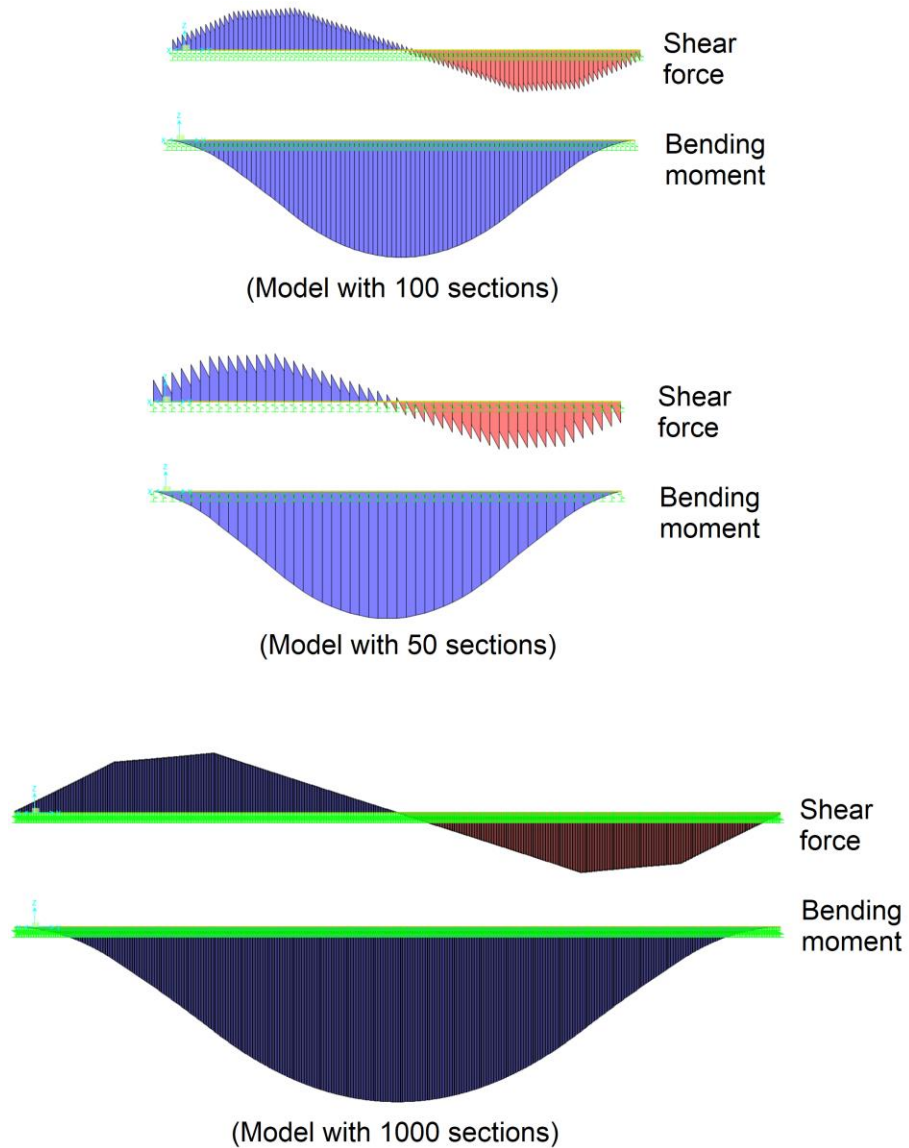 Shear
force
Bending
moment
(Model with 100 sections)
Shear
force
Bending
moment
(Model with 50 sections)
Shear
force
Bending
moment
(Model with 1000 sections)